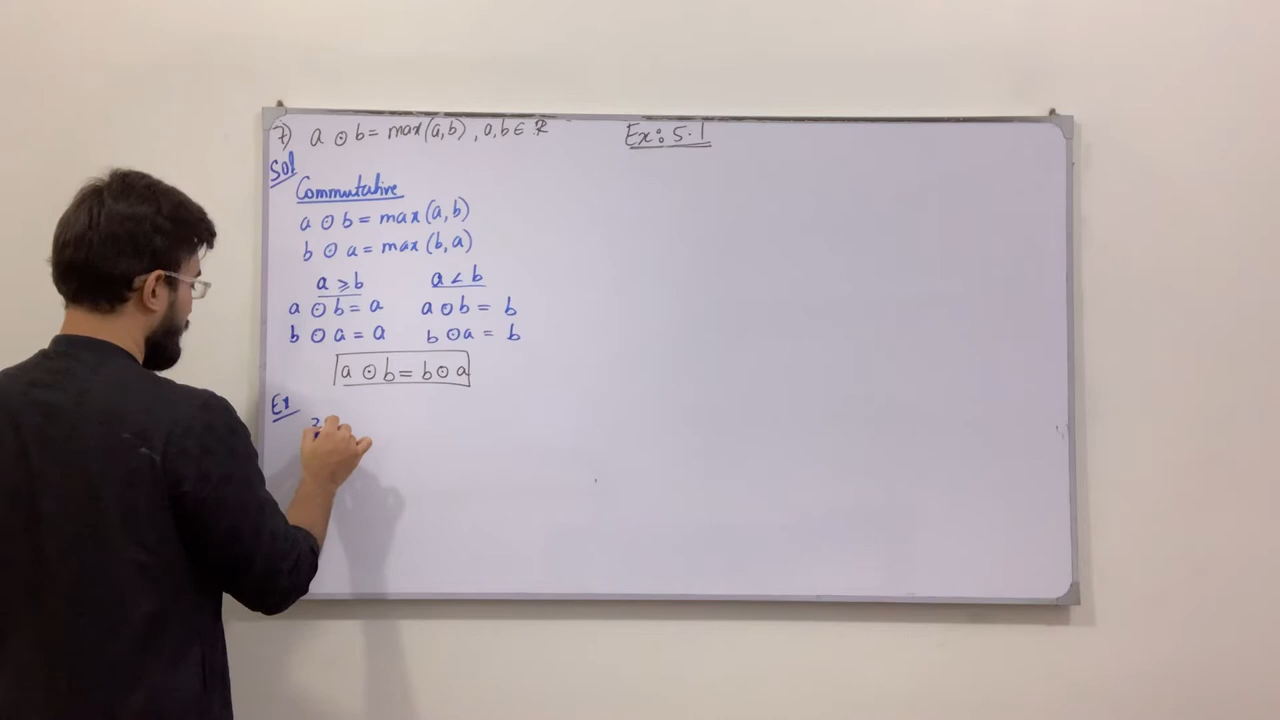 7) a ⊙ b = max(a,b), a,b ∈ ℝ
Ex: 5.1
Sol
Commutative
a ⊙ b = max(a,b)
b ⊙ a = max(b,a)
a ≥ b
a < b
a ⊙ b = a
a ⊙ b = b
b ⊙ a = a
b ⊙ a = b
a ⊙ b = b ⊙ a
Ex